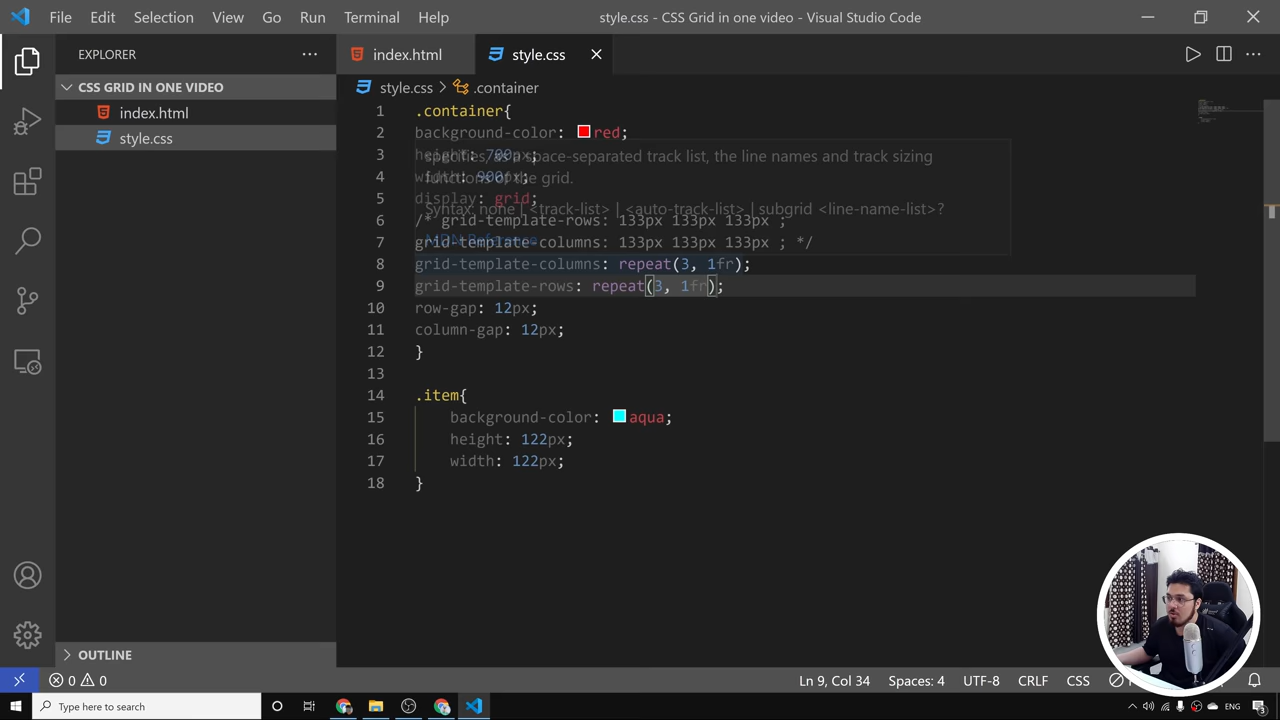 File Edit Selection View Go Run Terminal Help
style.css - CSS Grid in one video - Visual Studio Code
EXPLORER
CSS GRID IN ONE VIDEO
index.html
style.css
OUTLINE
index.html style.css
style.css > .container
1 .container{
2 background-color: red;
3 height: 700px;
4 width: 900px;
5 display: grid;
6 /* grid-template-rows: 133px 133px 133px ;
7 grid-template-columns: 133px 133px 133px ; */
8 grid-template-columns: repeat(3, 1fr);
9 grid-template-rows: repeat(3, 1fr);
10 row-gap: 12px;
11 column-gap: 12px;
12 }
13
14 .item{
15 background-color: aqua;
16 height: 122px;
17 width: 122px;
18 }
specifies, as a space-separated track list, the line names and track sizing
functions of the grid.
Syntax: none | <track-list> | <auto-track-list> | subgrid <line-name-list>?
MDN Reference
0 0
Ln 9, Col 34 Spaces: 4 UTF-8 CRLF CSS
Type here to search
ENG